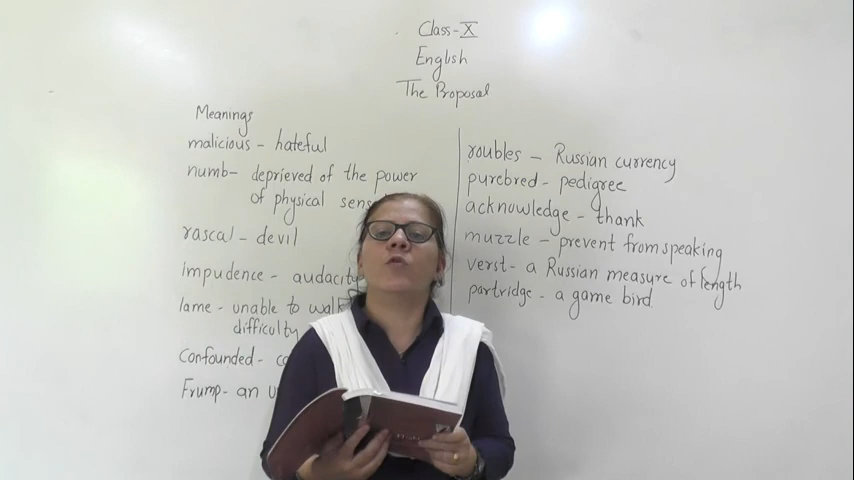 Class-X
English
The Proposal
Meanings
malicious - hateful
numb- deprieved of the power
of physical
rascal - devil
impudence - audacity
lame - unable to walk
difficulty
Confounded -
Frump- an
roubles - Russian currency
purebred - pedigree
acknowledge - thank
muzzle - prevent from speaking
verst- a Russian measure of length
partridge - a game bird